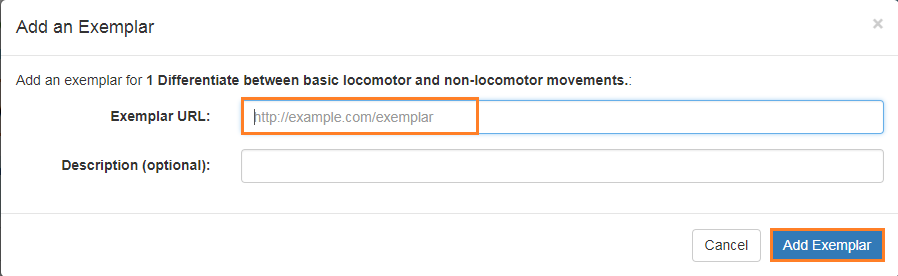 Add an Exemplar
×
Add an exemplar for 1 Differentiate between basic locomotor and non-locomotor movements.:
Exemplar URL: http://example.com/exemplar
Description (optional):
Cancel Add Exemplar